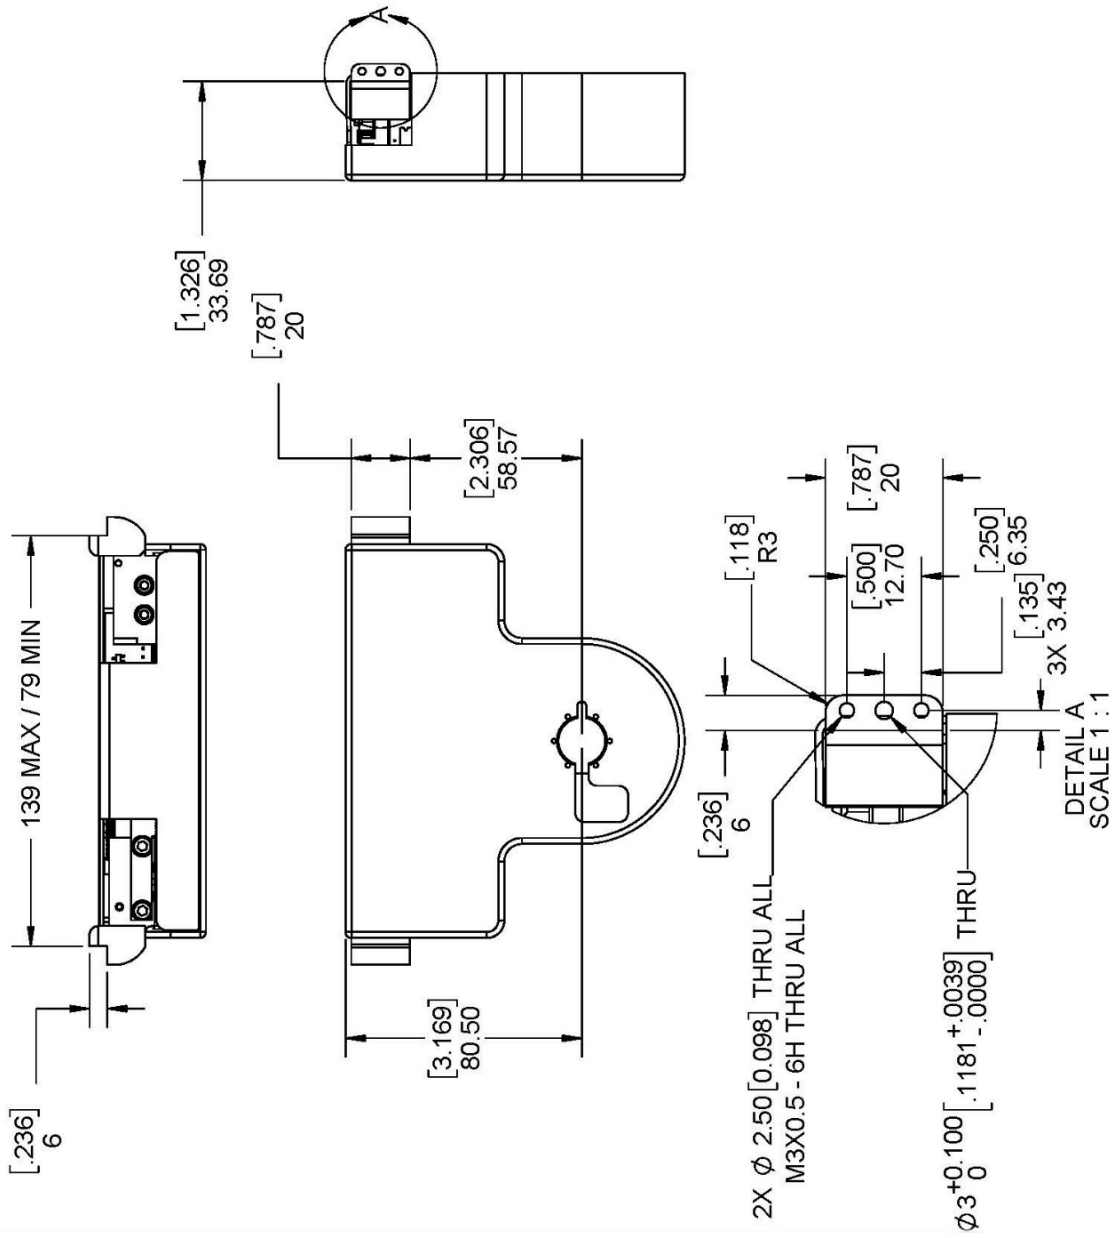 A
[1.326]
33.69
[.787]
20
139 MAX / 79 MIN
[2.306]
58.57
[.236]
6
[3.169]
80.50
[.118]
R3
[.787]
20
[.500]
12.70
[.250]
6.35
[.135]
3X 3.43
[.236]
6
2X ⌀ 2.50 [0.098] THRU ALL
M3X0.5 - 6H THRU ALL
⌀3 +0.100 0 [.1181 +.0039 -.0000] THRU
DETAIL A
SCALE 1 : 1